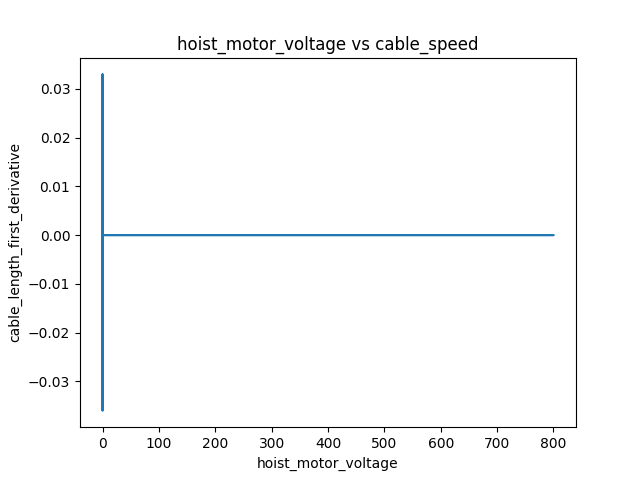 hoist_motor_voltage vs cable_speed
cable_length_first_derivative
0.03
0.02
0.01
0.00
−0.01
−0.02
−0.03
0 100 200 300 400 500 600 700 800
hoist_motor_voltage